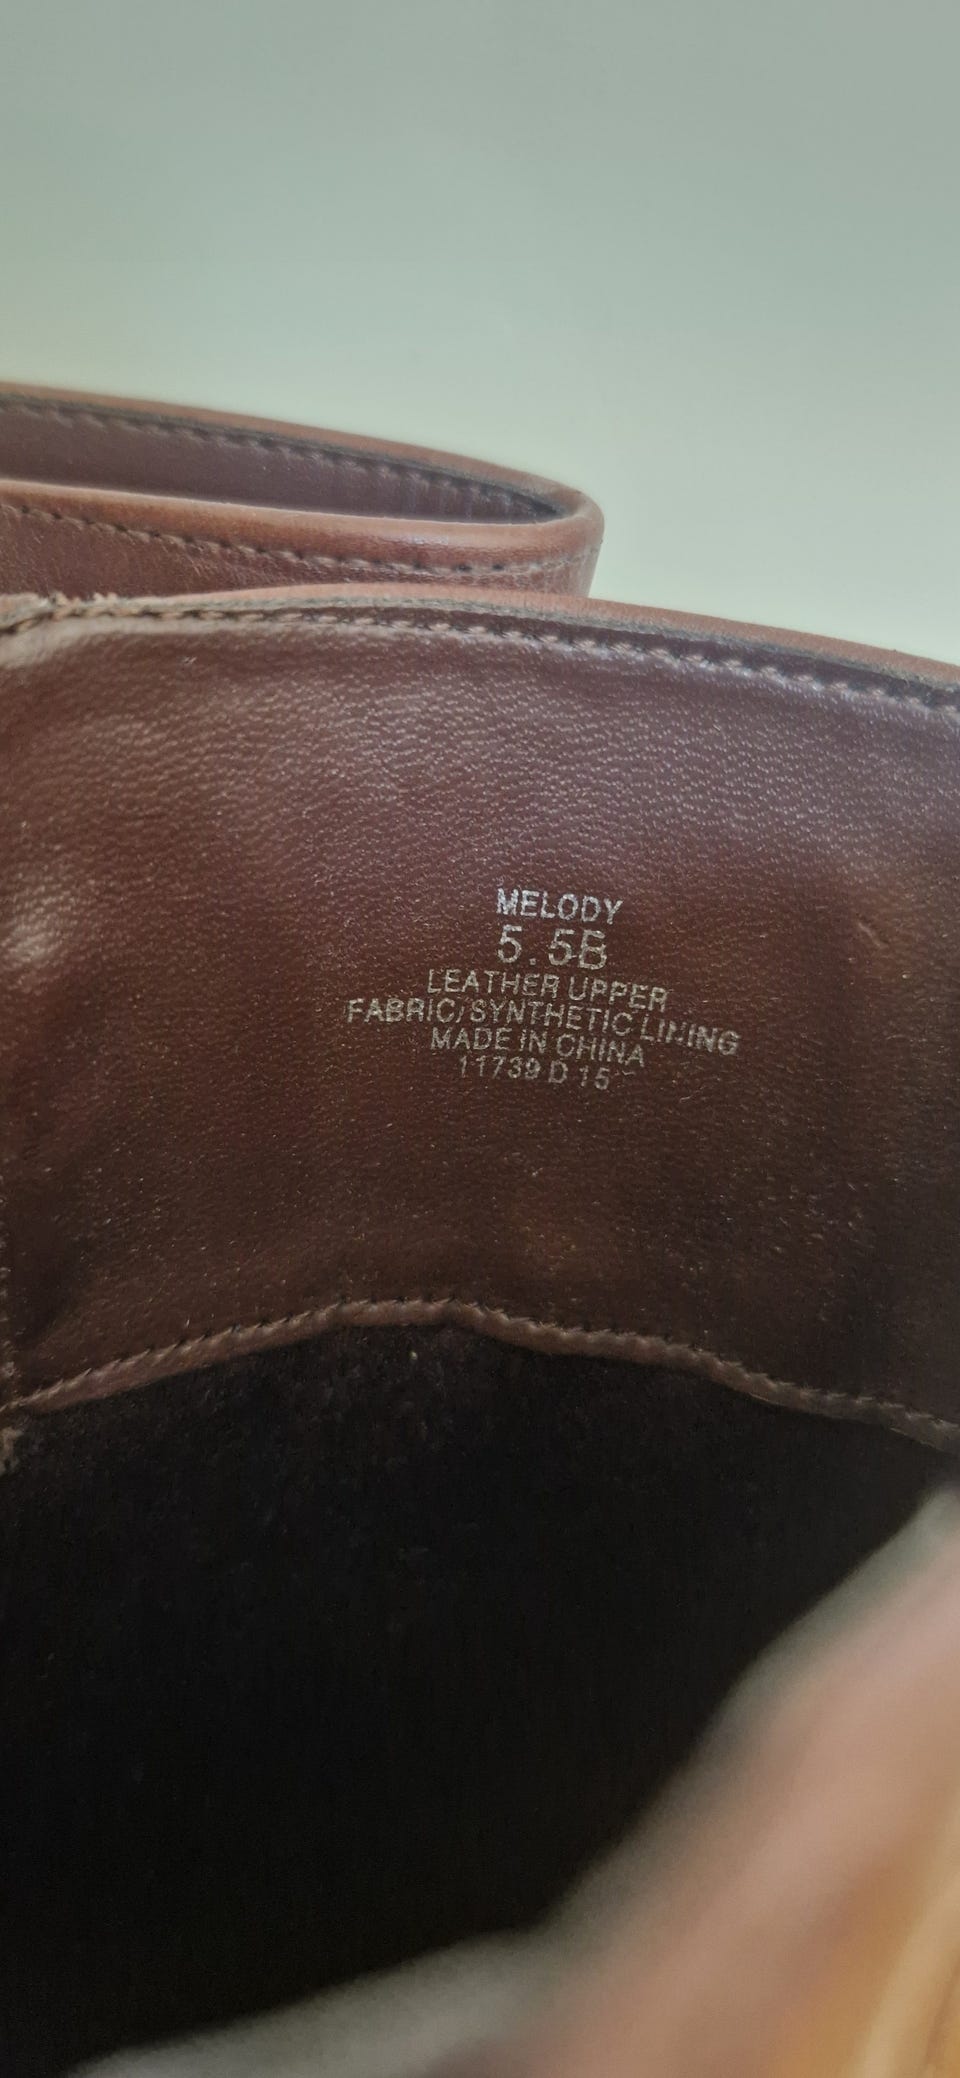 MELODY
5.5B
LEATHER UPPER
FABRIC/SYNTHETIC LINING
MADE IN CHINA
11739 D 15